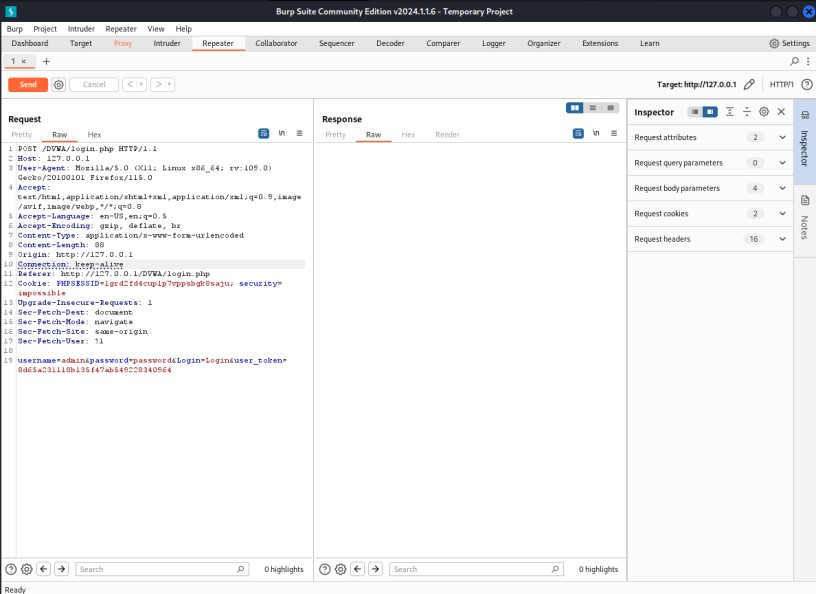 Burp Suite Community Edition v2024.1.1.6 - Temporary Project
Burp Project Intruder Repeater View Help
Dashboard Target Proxy Intruder Repeater Collaborator Sequencer Decoder Comparer Logger Organizer Extensions Learn Settings
1 × +
Send Cancel < > Target: http://127.0.0.1 HTTP/1
Request
Pretty Raw Hex \n
1 POST /DVWA/login.php HTTP/1.1
2 Host: 127.0.0.1
3 User-Agent: Mozilla/5.0 (X11; Linux x86_64; rv:109.0)
Gecko/20100101 Firefox/115.0
4 Accept:
text/html,application/xhtml+xml,application/xml;q=0.9,image
/avif,image/webp,*/*;q=0.8
5 Accept-Language: en-US,en;q=0.5
6 Accept-Encoding: gzip, deflate, br
7 Content-Type: application/x-www-form-urlencoded
8 Content-Length: 88
9 Origin: http://127.0.0.1
10 Connection: keep-alive
11 Referer: http://127.0.0.1/DVWA/login.php
12 Cookie: security=
impossible
13 Upgrade-Insecure-Requests: 1
14 Sec-Fetch-Dest: document
15 Sec-Fetch-Mode: navigate
16 Sec-Fetch-Site: same-origin
17 Sec-Fetch-User: ?1
18
19 username=admin&password=password&Login=Login&user_token=
Search 0 highlights
Response
Pretty Raw Hex Render \n
Search 0 highlights
Inspector
Request attributes 2
Request query parameters 0
Request body parameters 4
Request cookies 2
Request headers 16
Inspector
Notes
Ready